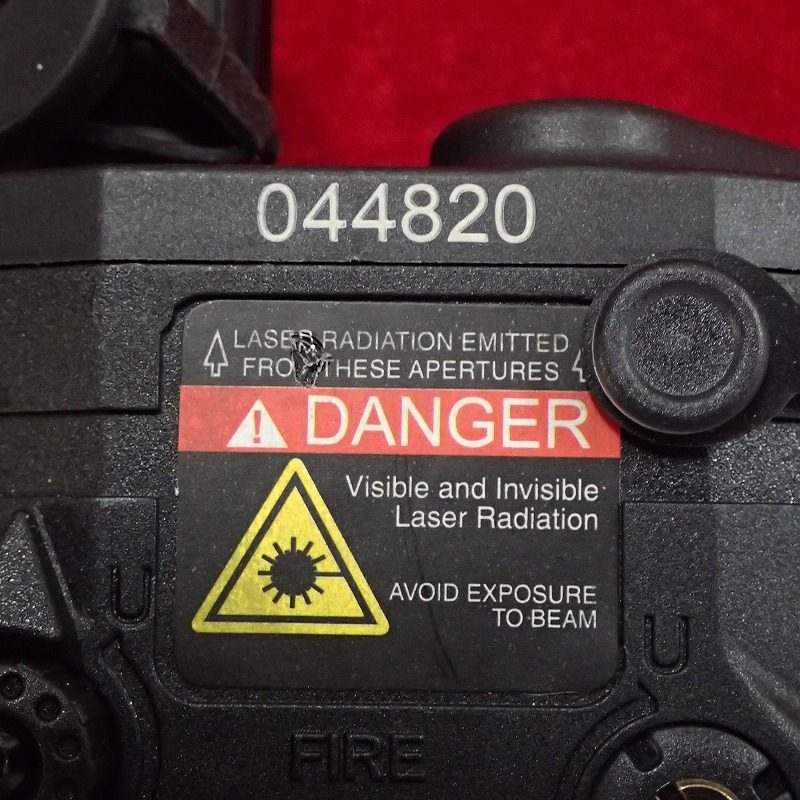 044820
LASER RADIATION EMITTED
FROM THESE APERTURES
DANGER
Visible and Invisible
Laser Radiation
AVOID EXPOSURE
TO BEAM
U
U
FIRE